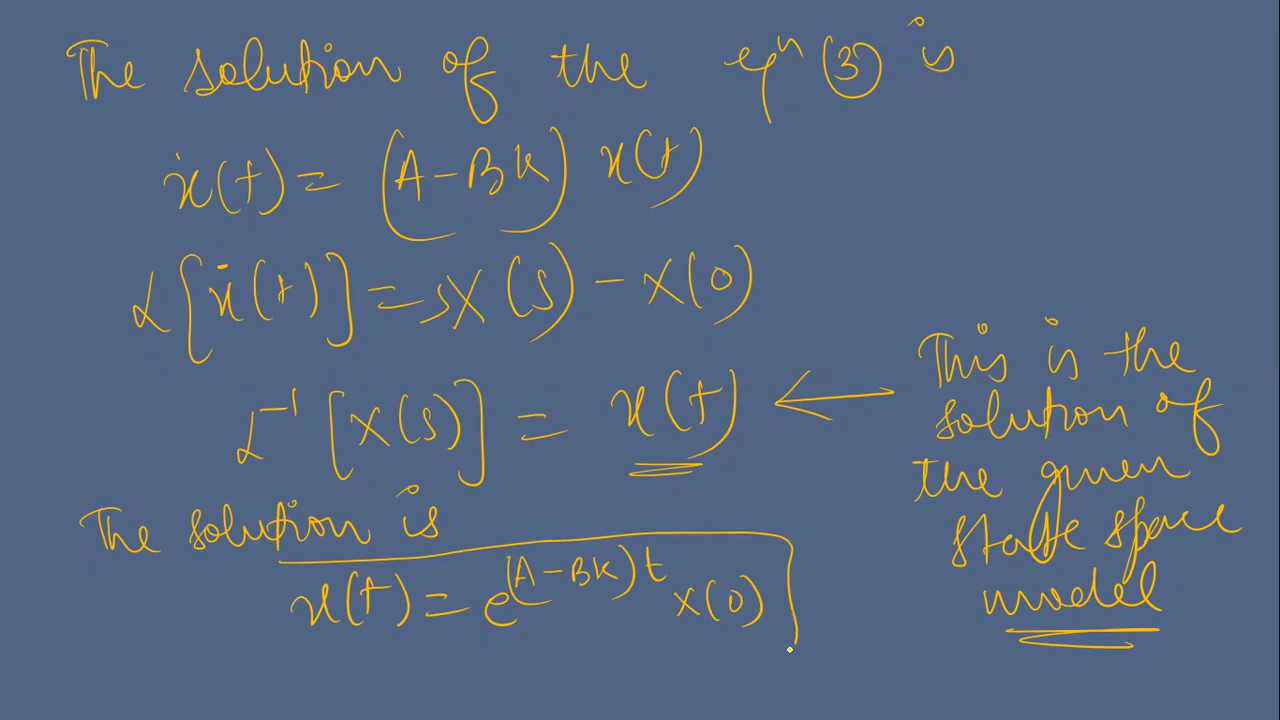 The solution of the eqⁿ (3) is
ẋ(t) = (A-BK) x(t)
L[ẋ(t)] = sX(s) - X(0)
L⁻¹[X(s)] = x(t) ←
This is the
solution of
the given
state space
model
The solution is
x(t) = e^(A-BK)t X(0)